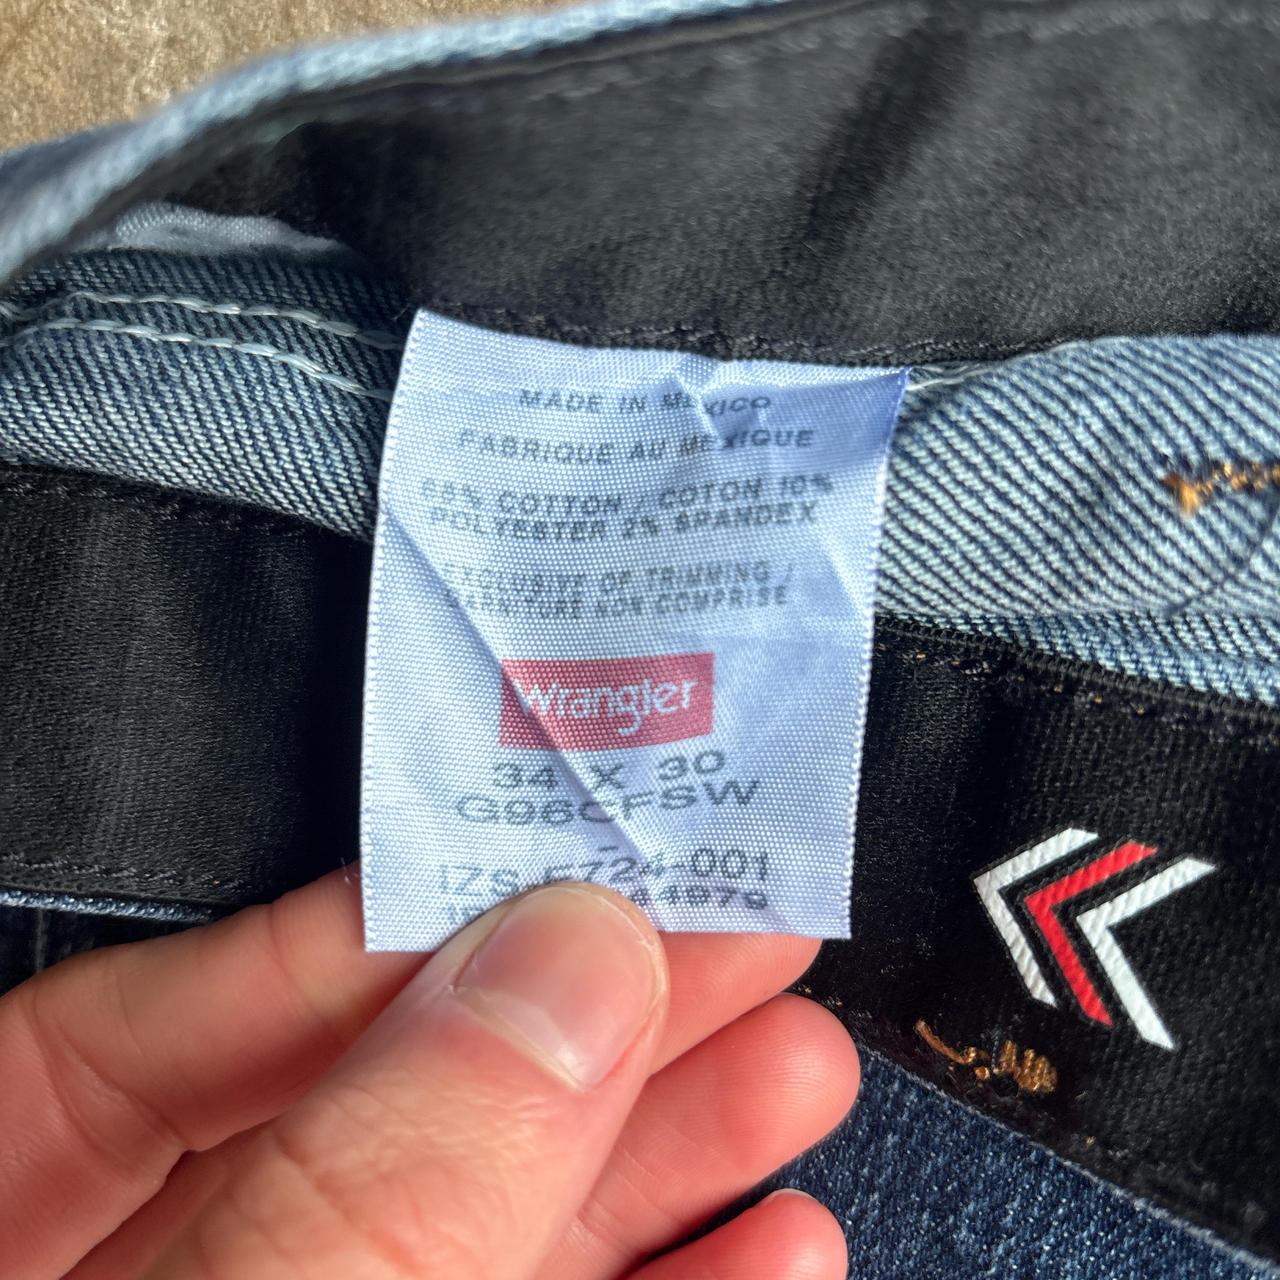 MADE IN MEXICO
FABRIQUE AU MEXIQUE
COTTON / COTON 10%
POLYESTER 2% SPANDEX
EXCLUSIVE OF TRIMMING /
GARNITURE NON COMPRISE
Wrangler
34 X 30
G96CFSW
-001